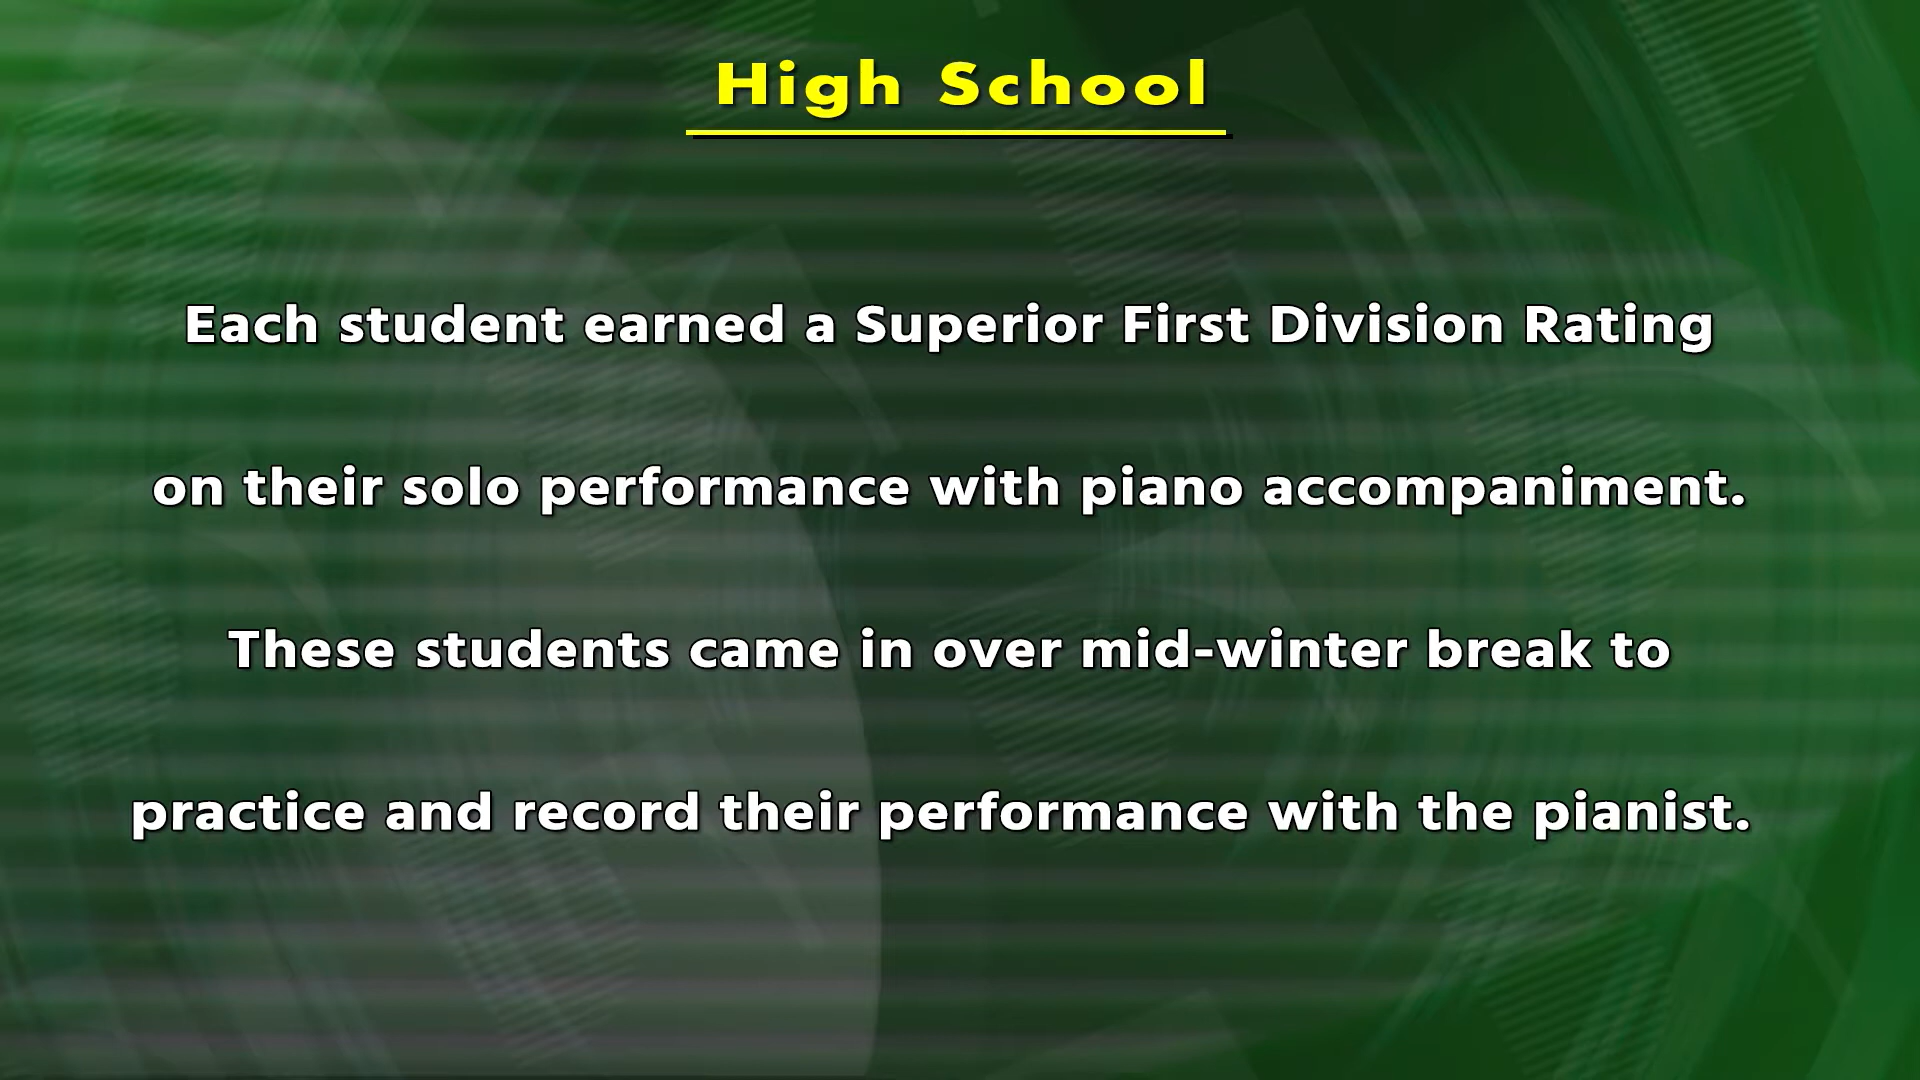 High School
Each student earned a Superior First Division Rating
on their solo performance with piano accompaniment.
These students came in over mid-winter break to
practice and record their performance with the pianist.